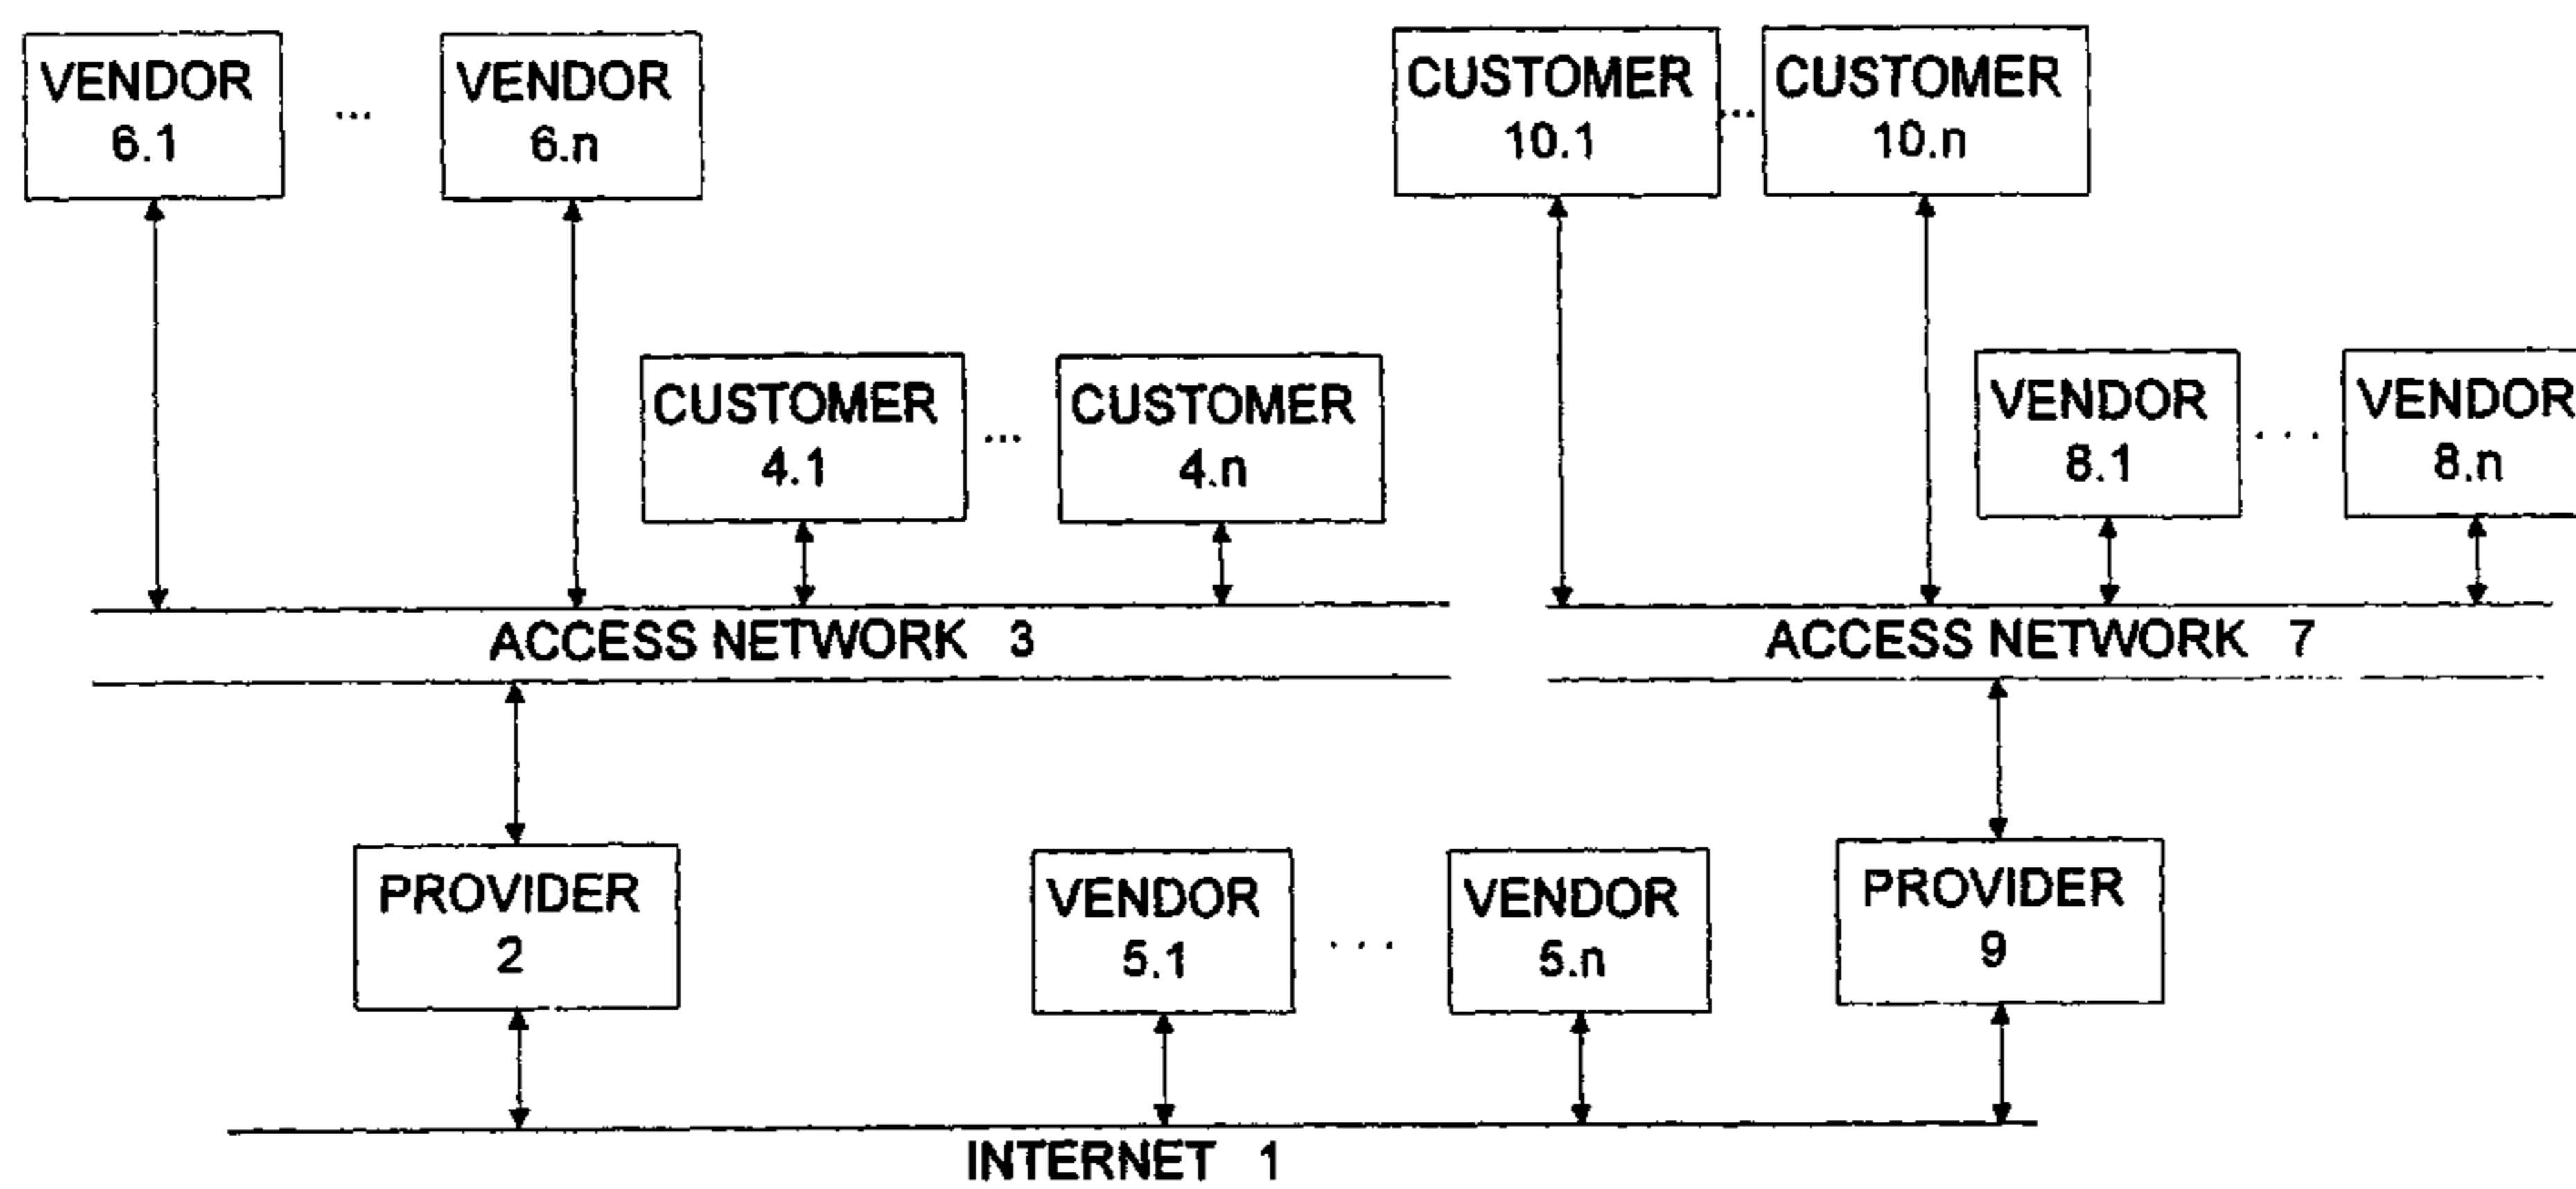 VENDOR
6.1
...
VENDOR
6.n
CUSTOMER
10.1
...
CUSTOMER
10.n
CUSTOMER
4.1
...
CUSTOMER
4.n
VENDOR
8.1
...
VENDOR
8.n
ACCESS NETWORK 3
ACCESS NETWORK 7
PROVIDER
2
VENDOR
5.1
...
VENDOR
5.n
PROVIDER
9
INTERNET 1